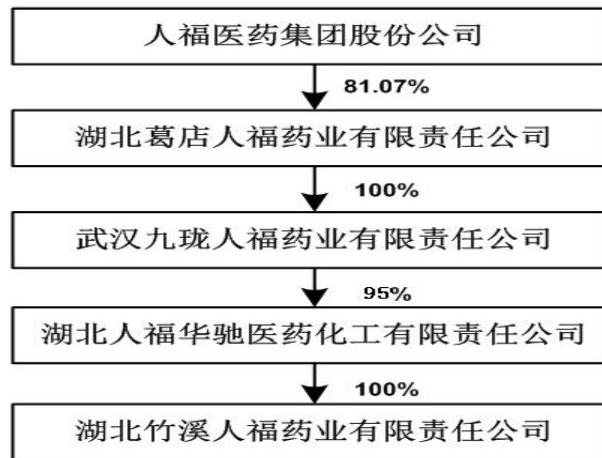 人福医药集团股份公司
81.07%
湖北葛店人福药业有限责任公司
100%
武汉九珑人福药业有限责任公司
95%
湖北人福华驰医药化工有限责任公司
100%
湖北竹溪人福药业有限责任公司